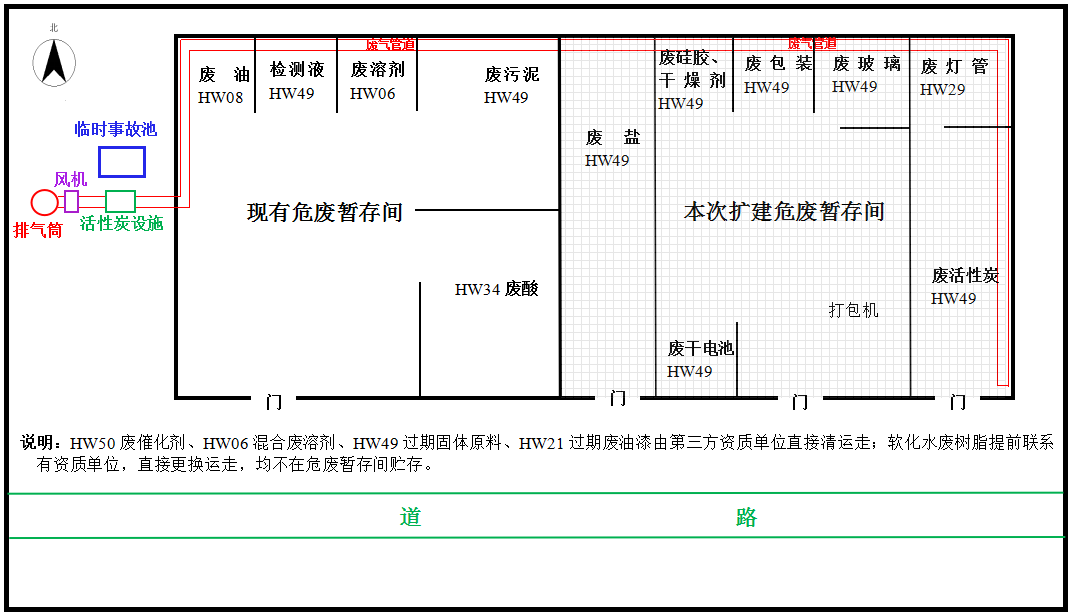 北
废气管道
废气管道
废 油
HW08
检测液
HW49
废溶剂
HW06
废污泥
HW49
废硅胶、
干 燥 剂
HW49
废 包 装
HW49
废 玻 璃
HW49
废 灯 管
HW29
临时事故池
废 盐
HW49
风机
排气筒
活性炭设施
现有危废暂存间
本次扩建危废暂存间
HW34 废酸
废活性炭
HW49
打包机
废干电池
HW49
门
门
门
门
说明：HW50 废催化剂、HW06 混合废溶剂、HW49 过期固体原料、HW21 过期废油漆由第三方资质单位直接清运走；软化水废树脂提前联系
有资质单位，直接更换运走，均不在危废暂存间贮存。
道 路